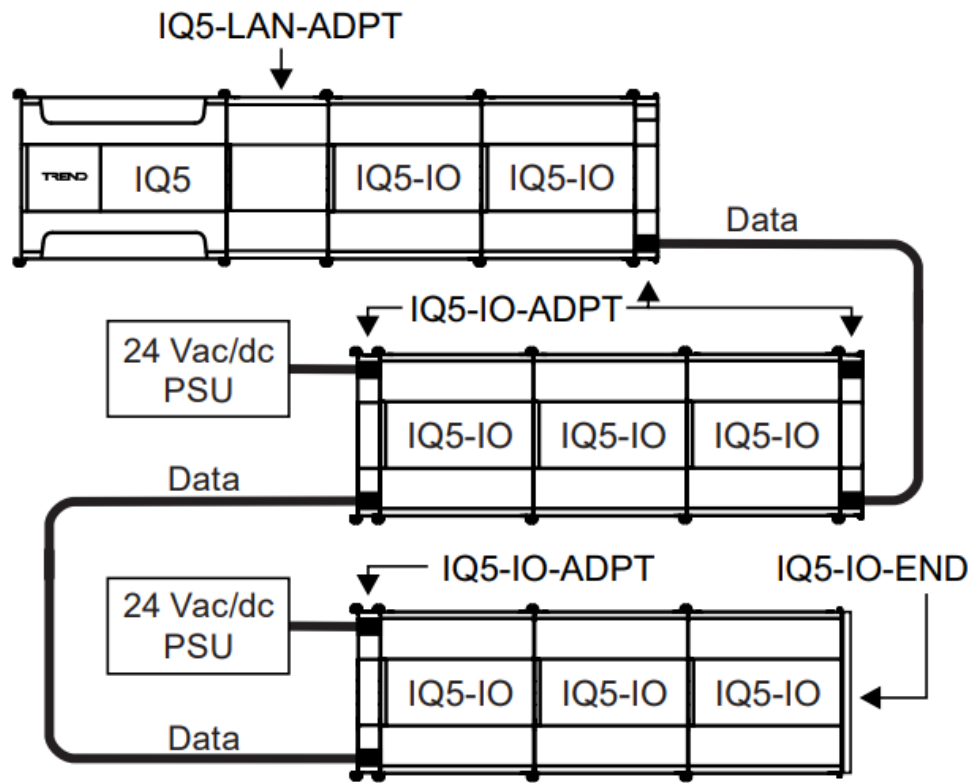 IQ5-LAN-ADPT
TREND IQ5 IQ5-IO IQ5-IO
Data
IQ5-IO-ADPT
24 Vac/dc
PSU
IQ5-IO IQ5-IO IQ5-IO
Data
IQ5-IO-ADPT IQ5-IO-END
24 Vac/dc
PSU
IQ5-IO IQ5-IO IQ5-IO
Data